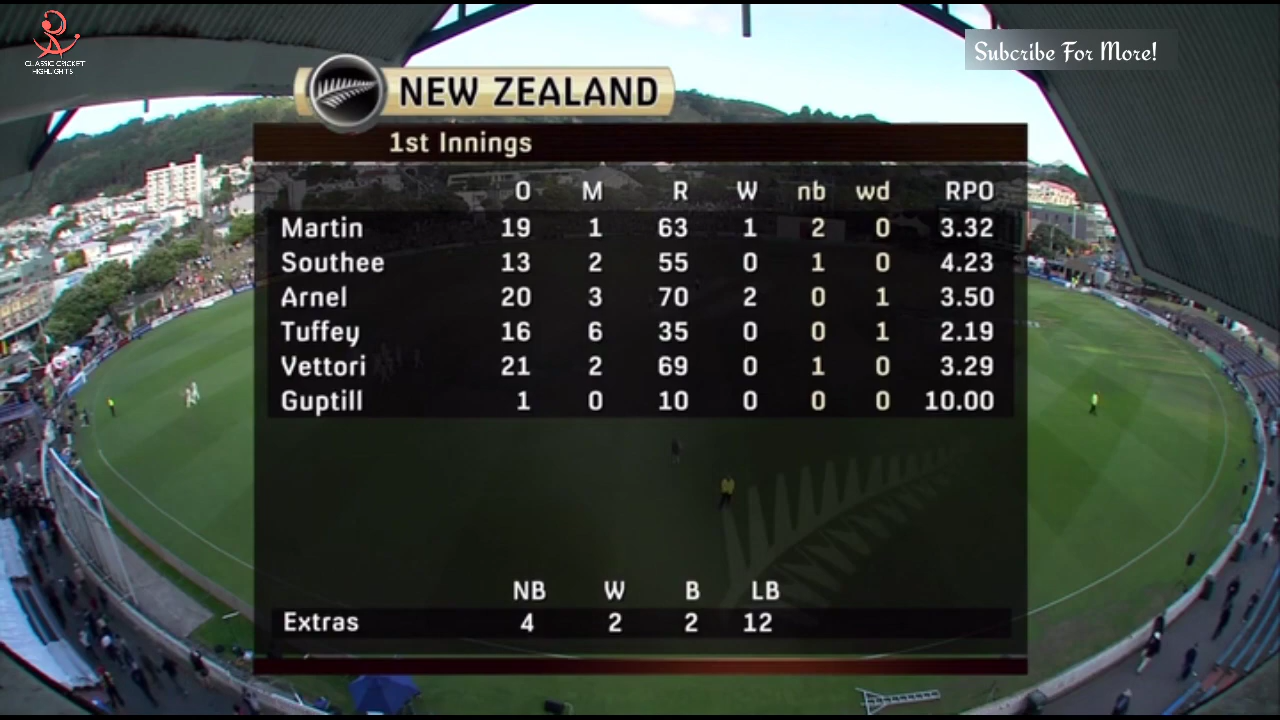 CLASSIC CRICKET
HIGHLIGHTS
Subcribe For More!
NEW ZEALAND
1st Innings
O M R W nb wd RPO
Martin 19 1 63 1 2 0 3.32
Southee 13 2 55 0 1 0 4.23
Arnel 20 3 70 2 0 1 3.50
Tuffey 16 6 35 0 0 1 2.19
Vettori 21 2 69 0 1 0 3.29
Guptill 1 0 10 0 0 0 10.00
NB W B LB
Extras 4 2 2 12